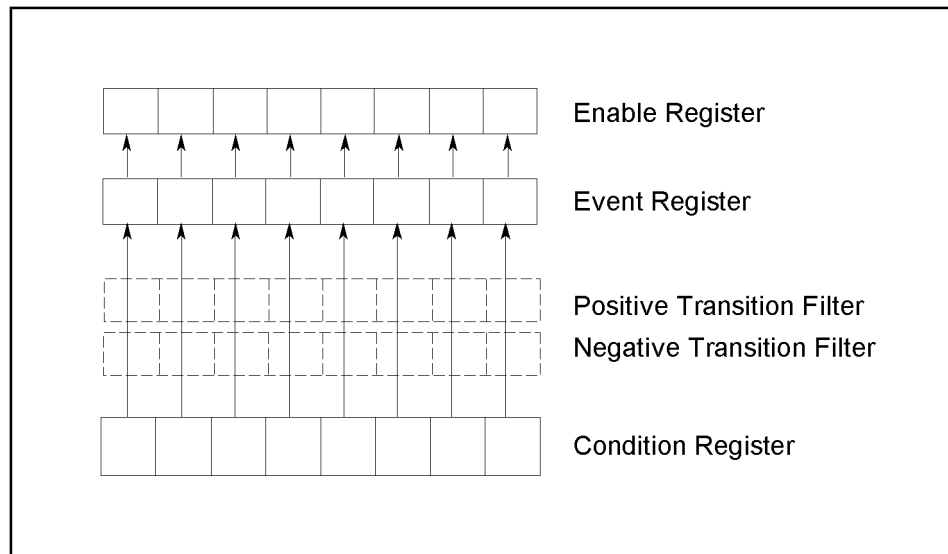 Enable Register
Event Register
Positive Transition Filter
Negative Transition Filter
Condition Register